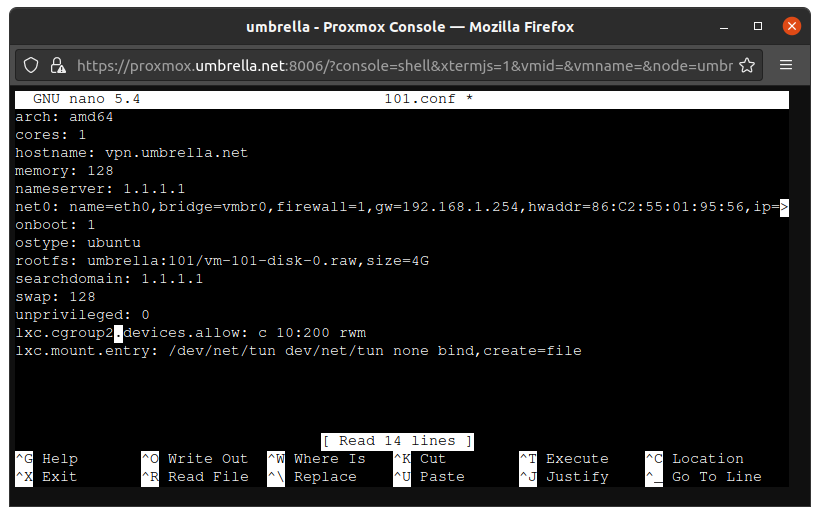 umbrella - Proxmox Console — Mozilla Firefox
https://proxmox.umbrella.net:8006/?console=shell&xtermjs=1&vmid=&vmname=&node=umbr
GNU nano 5.4 101.conf *
arch: amd64
cores: 1
hostname: vpn.umbrella.net
memory: 128
nameserver: 1.1.1.1
net0: name=eth0,bridge=vmbr0,firewall=1,gw=192.168.1.254,hwaddr=86:C2:55:01:95:56,ip=>
onboot: 1
ostype: ubuntu
rootfs: umbrella:101/vm-101-disk-0.raw,size=4G
searchdomain: 1.1.1.1
swap: 128
unprivileged: 0
lxc.cgroup2.devices.allow: c 10:200 rwm
lxc.mount.entry: /dev/net/tun dev/net/tun none bind,create=file
[ Read 14 lines ]
^G Help ^O Write Out ^W Where Is ^K Cut ^T Execute ^C Location
^X Exit ^R Read File ^\ Replace ^U Paste ^J Justify ^_ Go To Line